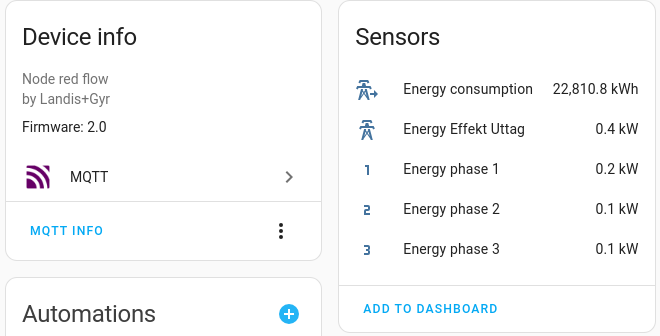 Device info
Node red flow
by Landis+Gyr
Firmware: 2.0
MQTT
MQTT INFO
Automations
Sensors
Energy consumption 22,810.8 kWh
Energy Effekt Uttag 0.4 kW
1 Energy phase 1 0.2 kW
2 Energy phase 2 0.1 kW
3 Energy phase 3 0.1 kW
ADD TO DASHBOARD